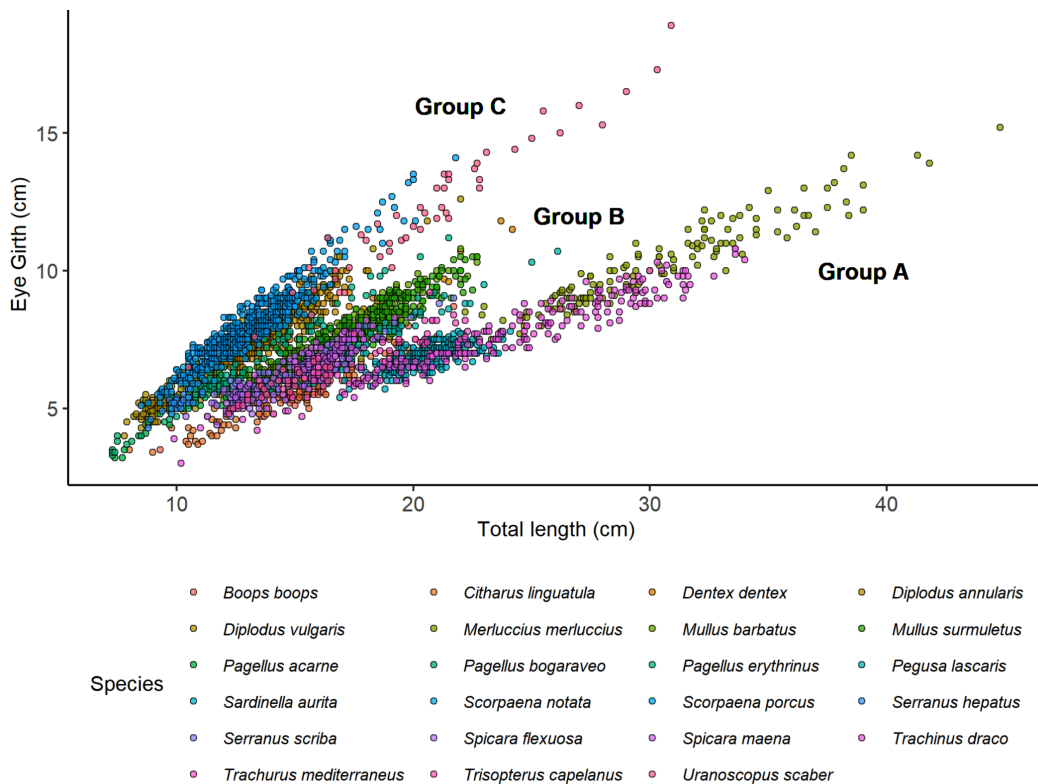 Group C
15
Group B
Eye Girth (cm)
10
Group A
5
10 20 30 40
Total length (cm)
Boops boops Citharus linguatula Dentex dentex Diplodus annularis
Diplodus vulgaris Merluccius merluccius Mullus barbatus Mullus surmuletus
Pagellus acarne Pagellus bogaraveo Pagellus erythrinus Pegusa lascaris
Species
Sardinella aurita Scorpaena notata Scorpaena porcus Serranus hepatus
Serranus scriba Spicara flexuosa Spicara maena Trachinus draco
Trachurus mediterraneus Trisopterus capelanus Uranoscopus scaber